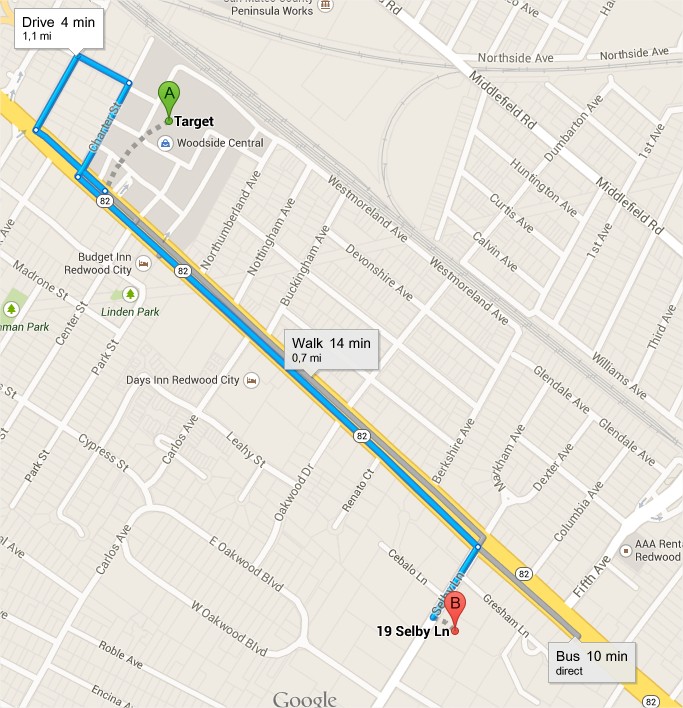 San Mateo County
Peninsula Works
Drive 4 min
1,1 mi
Northside Ave
Northside Ave
Middlefield Rd
Charter St
A
Target
Woodside Central
Dumbarton Ave
1st Ave
Huntington Ave
Middlefield Rd
Curtis Ave
Westmoreland Ave
82
Northumberland Ave
Nottingham Ave
Buckingham Ave
Calvin Ave
1st Ave
Budget Inn
Redwood City
82
Devonshire Ave
Westmoreland Ave
Madrone St
Linden Park
Center St
Park St
Third Ave
Walk 14 min
0,7 mi
Williams Ave
Days Inn Redwood City
Glendale Ave
Glendale Ave
Carlos Ave
82
Berkshire Ave
Markham Ave
Dexter Ave
Columbia Ave
Cypress St
Leahy St
Park St
Oakwood Dr
Renato Ct
Carlos Ave
E Oakwood Blvd
Cebalo Ln
82
AAA Renta
Redwood
Fifth Ave
Selby Ln
B
19 Selby Ln
Gresham Ln
W Oakwood Blvd
Roble Ave
Bus 10 min
direct
Encina Ave
Google
82